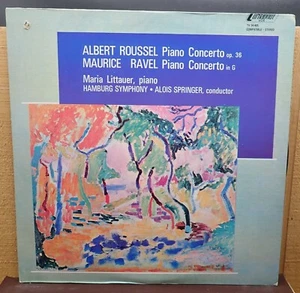 ALBERT ROUSSEL Piano Concerto op. 36
MAURICE RAVEL Piano Concerto in G
Maria Littauer, piano
HAMBURG SYMPHONY • ALOIS SPRINGER, conductor